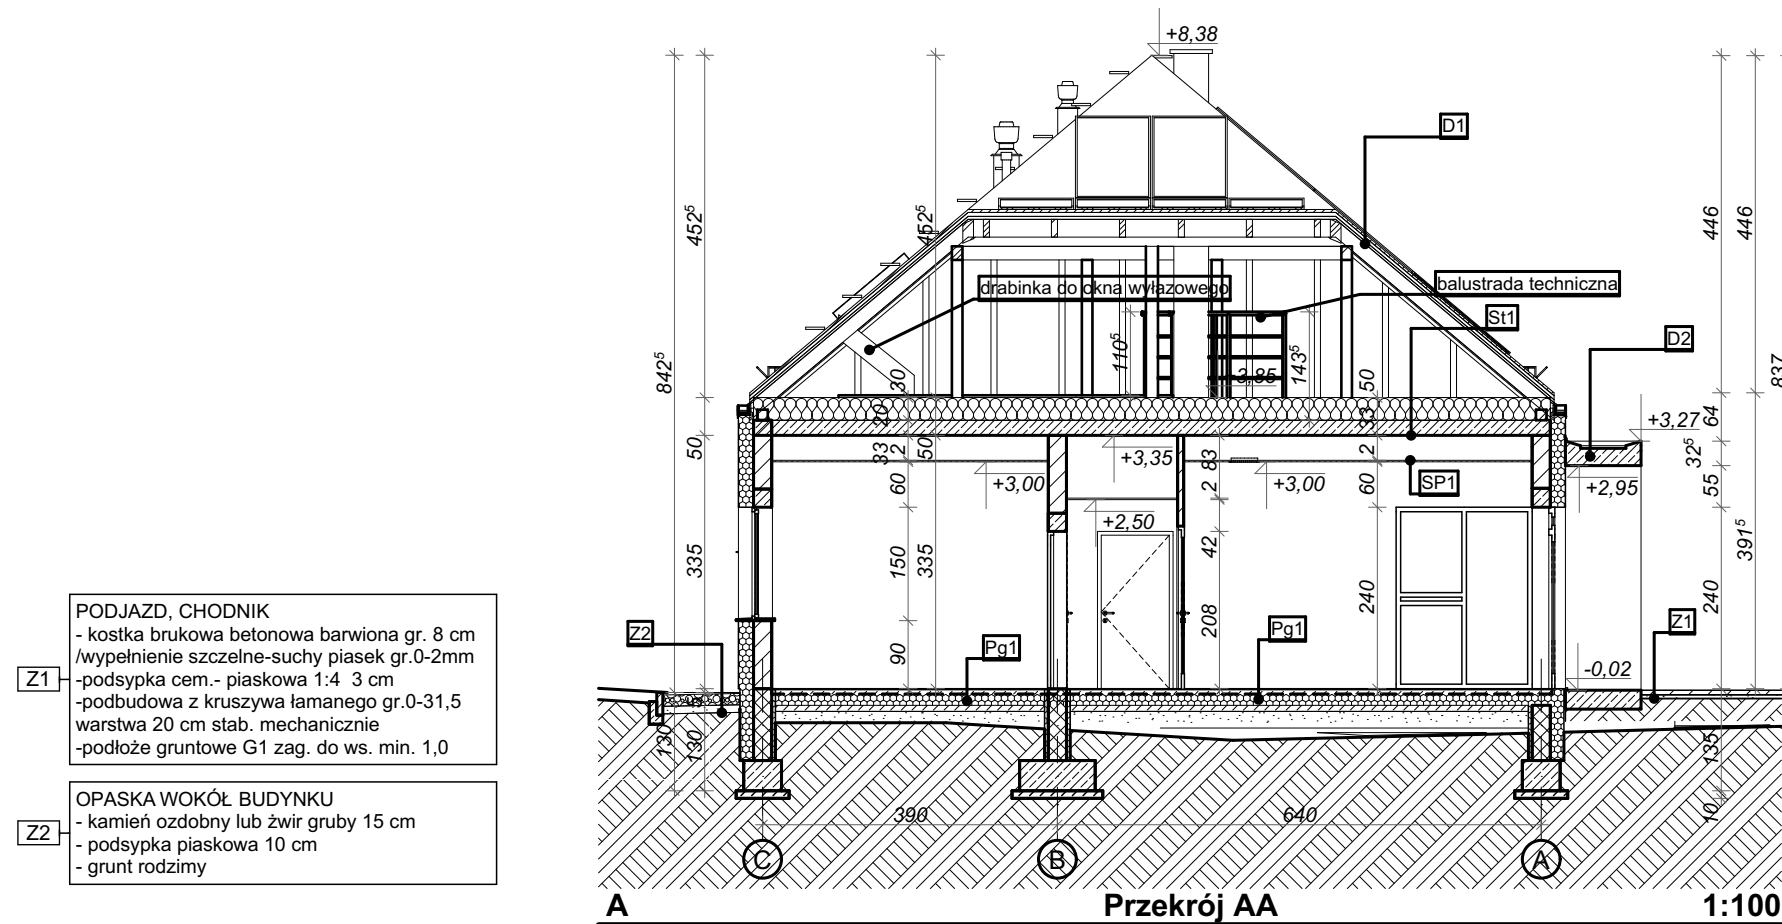 +8,38
D1
452⁵
452⁵
446
446
drabinka do okna wyłazowego
balustrada techniczna
St1
D2
842⁵
110⁵
3,85
143⁵
837
30
50
20
33
64
+3,27
50
33
2
50
+3,35
83
2
32⁵
60
+3,00
2
+3,00
60
SP1
+2,95
55
+2,50
335
150
335
42
240
240
391⁵
208
90
Z2
Pg1
Pg1
Z1
-0,02
5
130
130
135
10
390
640
C
B
A
Z1
PODJAZD, CHODNIK
- kostka brukowa betonowa barwiona gr. 8 cm
/wypełnienie szczelne-suchy piasek gr.0-2mm
-podsypka cem.- piaskowa 1:4 3 cm
-podbudowa z kruszywa łamanego gr.0-31,5
warstwa 20 cm stab. mechanicznie
-podłoże gruntowe G1 zag. do ws. min. 1,0
Z2
OPASKA WOKÓŁ BUDYNKU
- kamień ozdobny lub żwir gruby 15 cm
- podsypka piaskowa 10 cm
- grunt rodzimy
A
Przekrój AA
1:100